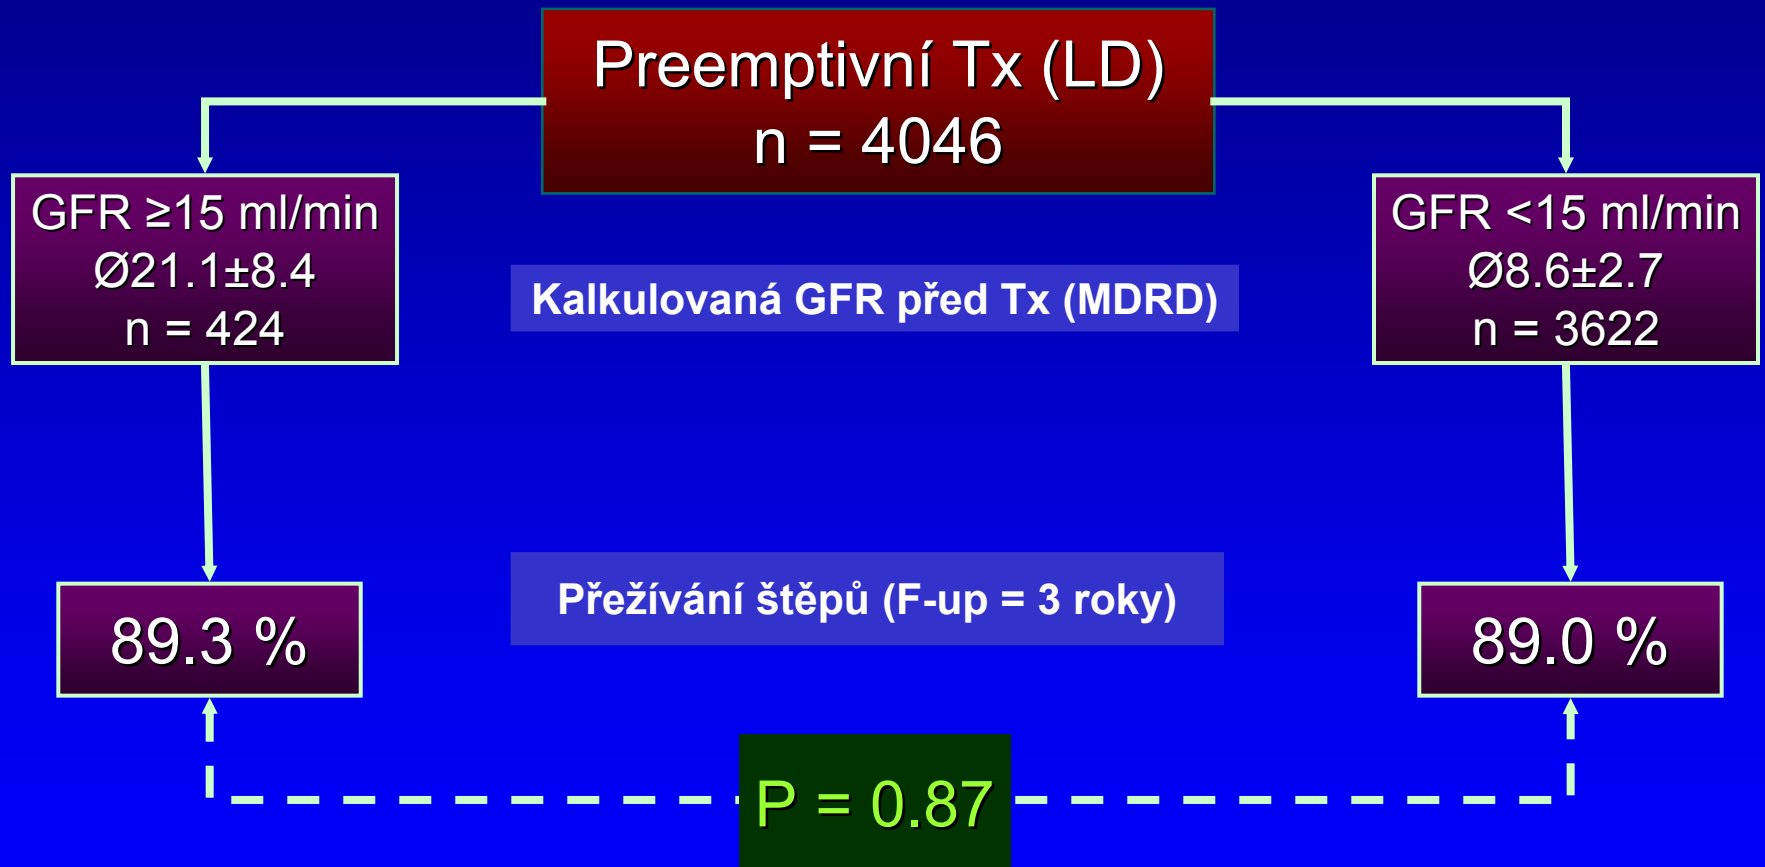 Preemptivní Tx (LD)
n = 4046
GFR ≥15 ml/min
Ø21.1±8.4
n = 424
GFR <15 ml/min
Ø8.6±2.7
n = 3622
Kalkulovaná GFR před Tx (MDRD)
Přežívání štěpů (F-up = 3 roky)
89.3 %
89.0 %
P = 0.87